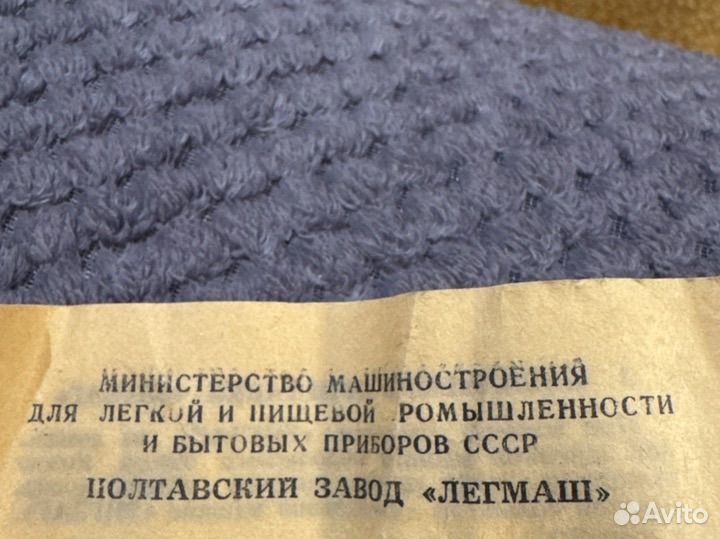 МИНИСТЕРСТВО МАШИНОСТРОЕНИЯ
ДЛЯ ЛЕГКОЙ И ПИЩЕВОЙ РОМЫШЛЕННОСТИ
И БЫТОВЫХ ПРИБОРОВ СССР
ПОЛТАВСКИЙ ЗАВОД «ЛЕГМАШ»
Avito